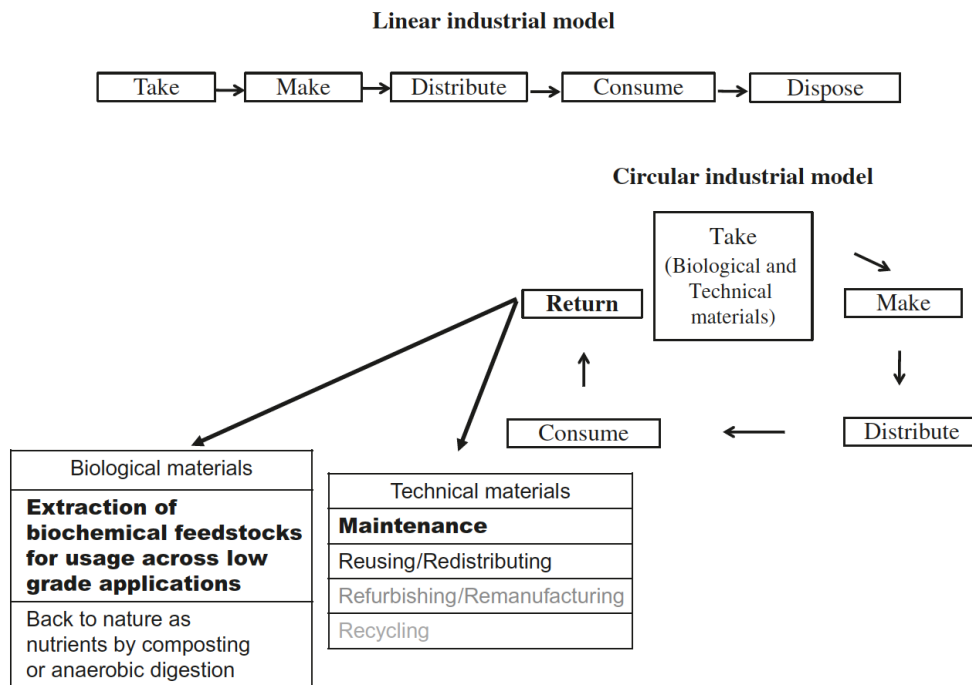 Linear industrial model
Take
Make
Distribute
Consume
Dispose
Circular industrial model
Take
(Biological and
Technical
materials)
Return
Make
Consume
Distribute
Biological materials
Extraction of
biochemical feedstocks
for usage across low
grade applications
Back to nature as
nutrients by composting
or anaerobic digestion
Technical materials
Maintenance
Reusing/Redistributing
Refurbishing/Remanufacturing
Recycling